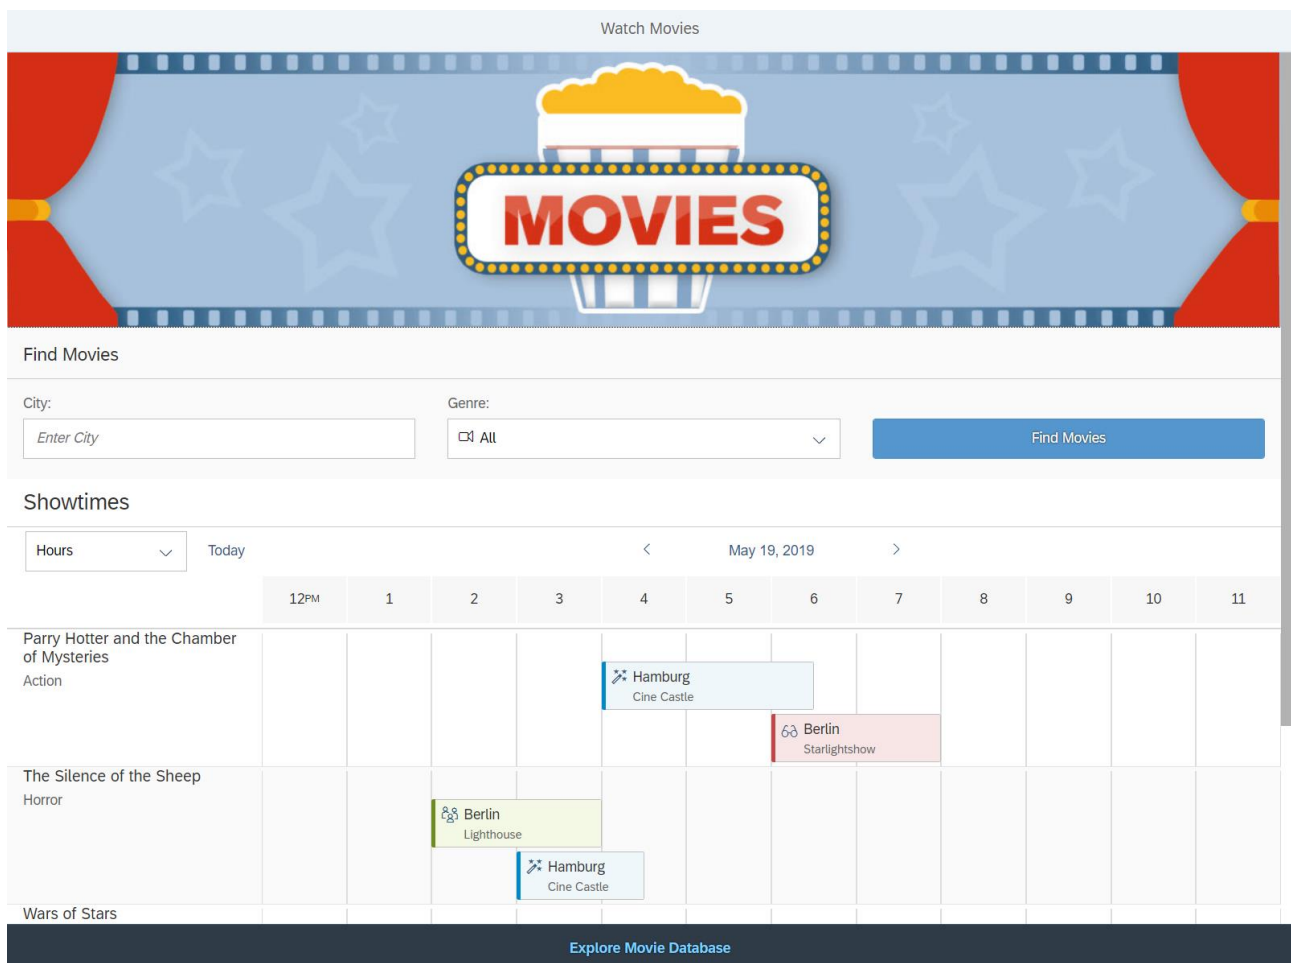 Watch Movies
MOVIES
Find Movies
City:
Genre:
Enter City
All
Find Movies
Showtimes
Hours
Today
May 19, 2019
12PM 1 2 3 4 5 6 7 8 9 10 11
Parry Hotter and the Chamber
of Mysteries
Action
Hamburg
Cine Castle
Berlin
Starlightshow
The Silence of the Sheep
Horror
Berlin
Lighthouse
Hamburg
Cine Castle
Wars of Stars
Explore Movie Database